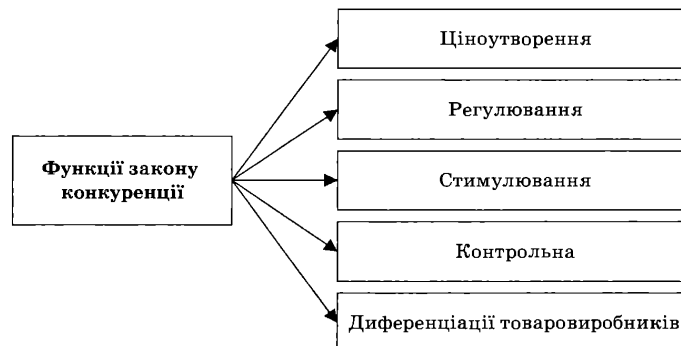 Ціноутворення
Регулювання
Функції закону
конкуренції
Стимулювання
Контрольна
Диференціації товаровиробників